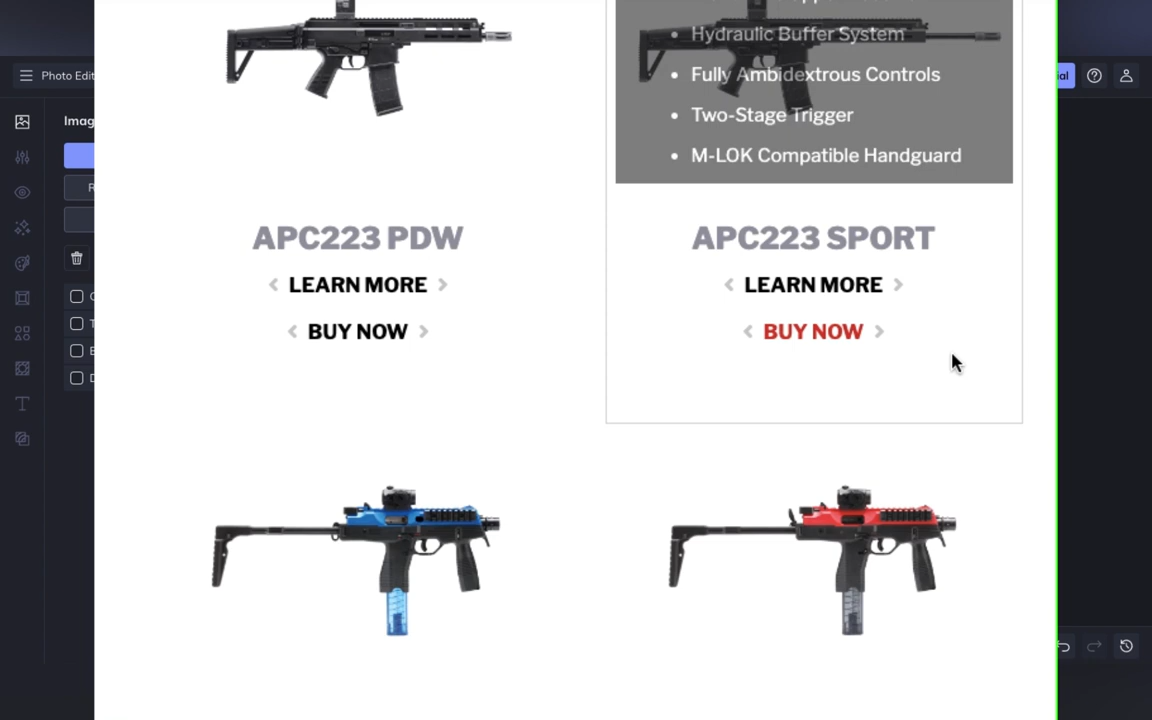 Hydraulic Buffer System
Photo Edit
Fully Ambidextrous Controls
ial
Imag
Two-Stage Trigger
M-LOK Compatible Handguard
R
APC223 PDW
APC223 SPORT
LEARN MORE
LEARN MORE
BUY NOW
BUY NOW